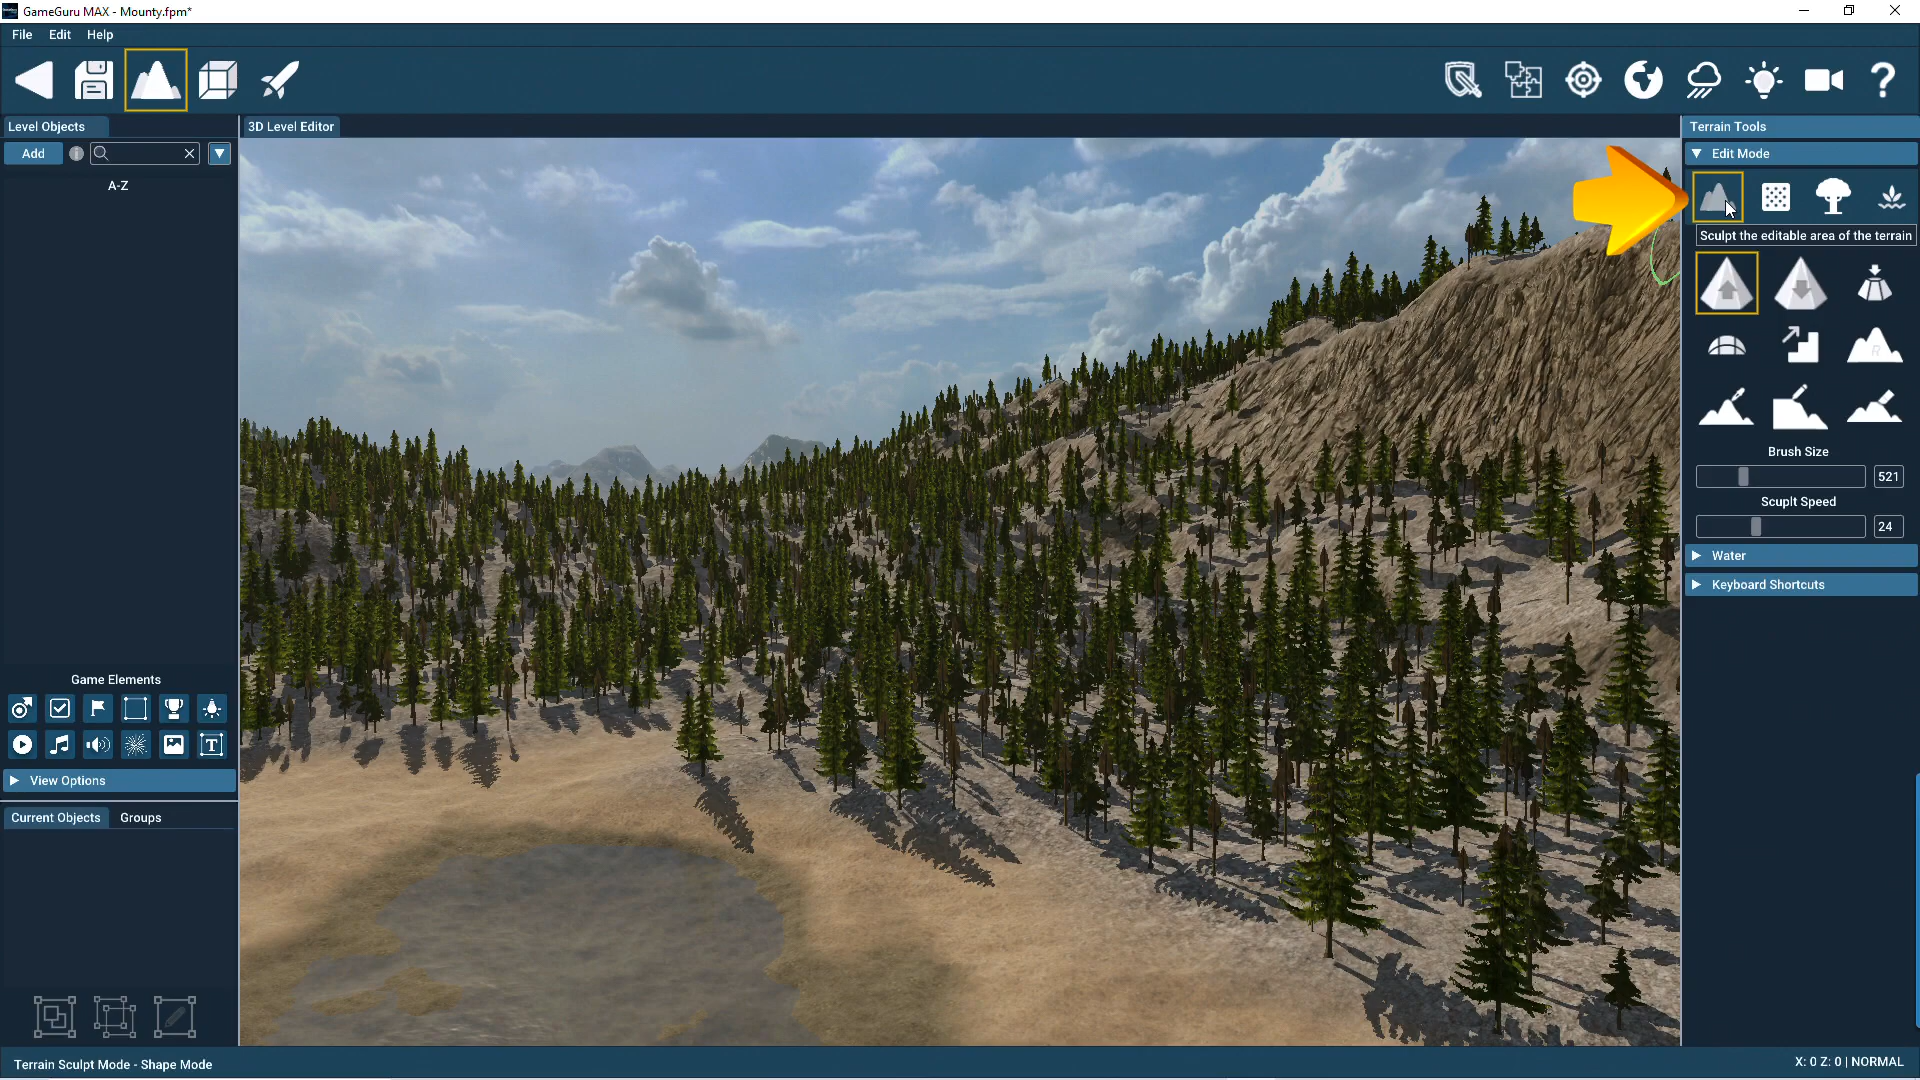 GameGuru MAX - Mounty.fpm*
File Edit Help
Level Objects
3D Level Editor
Terrain Tools
Add
Edit Mode
A-Z
Sculpt the editable area of the terrain
Brush Size
521
Scuplt Speed
24
Water
Keyboard Shortcuts
Game Elements
View Options
Current Objects Groups
Terrain Sculpt Mode - Shape Mode
X: 0 Z: 0 | NORMAL